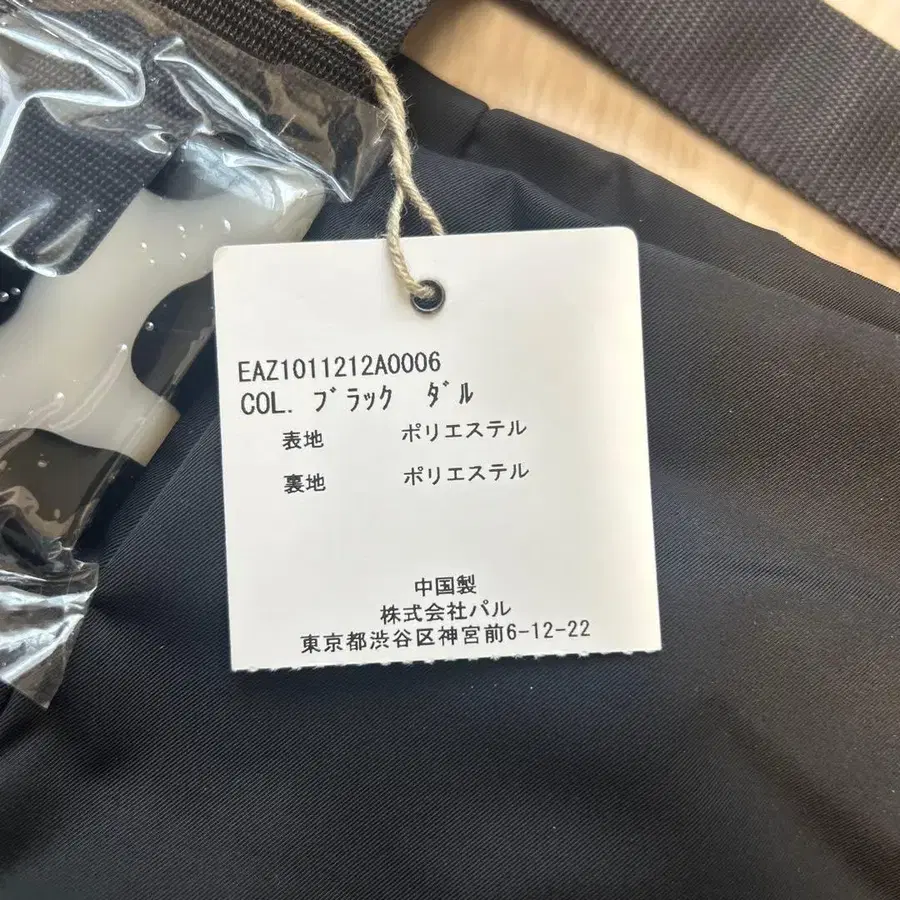 EAZ1011212A0006
COL. ﾌﾞﾗｯｸ ﾀﾞﾙ
表地 ポリエステル
裏地 ポリエステル
中国製
株式会社パル
東京都渋谷区神宮前6-12-22